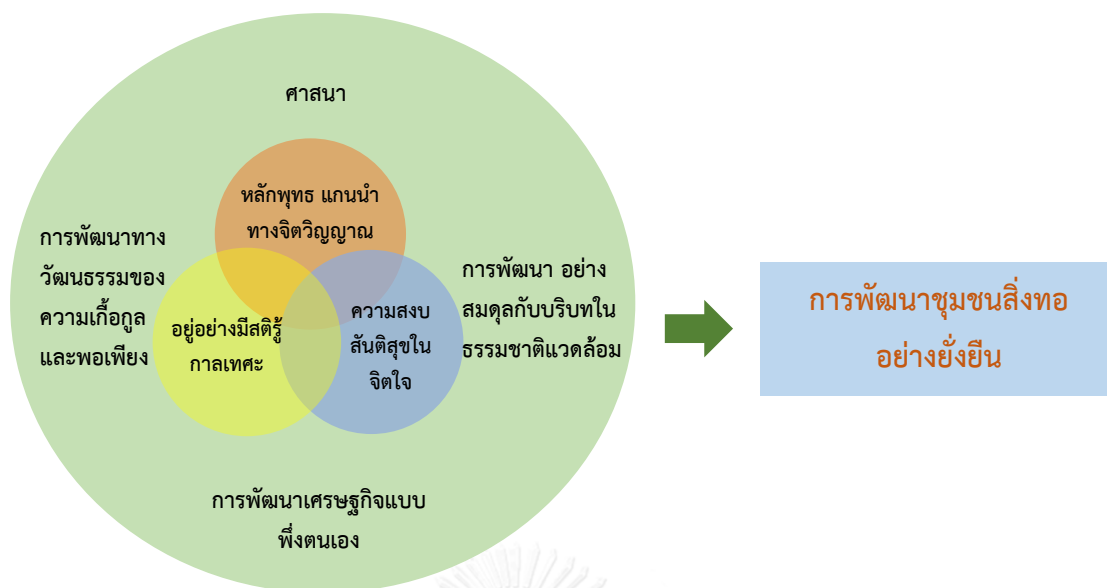 ศาสนา
หลักพุทธ แกนนำ
ทางจิตวิญญาณ
การพัฒนาทาง
วัฒนธรรมของ
ความเกื้อกูล
และพอเพียง
อยู่อย่างมีสติรู้
กาลเทศะ
ความสงบ
สันติสุขใน
จิตใจ
การพัฒนา อย่าง
สมดุลกับบริบทใน
ธรรมชาติแวดล้อม
การพัฒนาเศรษฐกิจแบบ
พึ่งตนเอง
การพัฒนาชุมชนสิ่งทอ
อย่างยั่งยืน